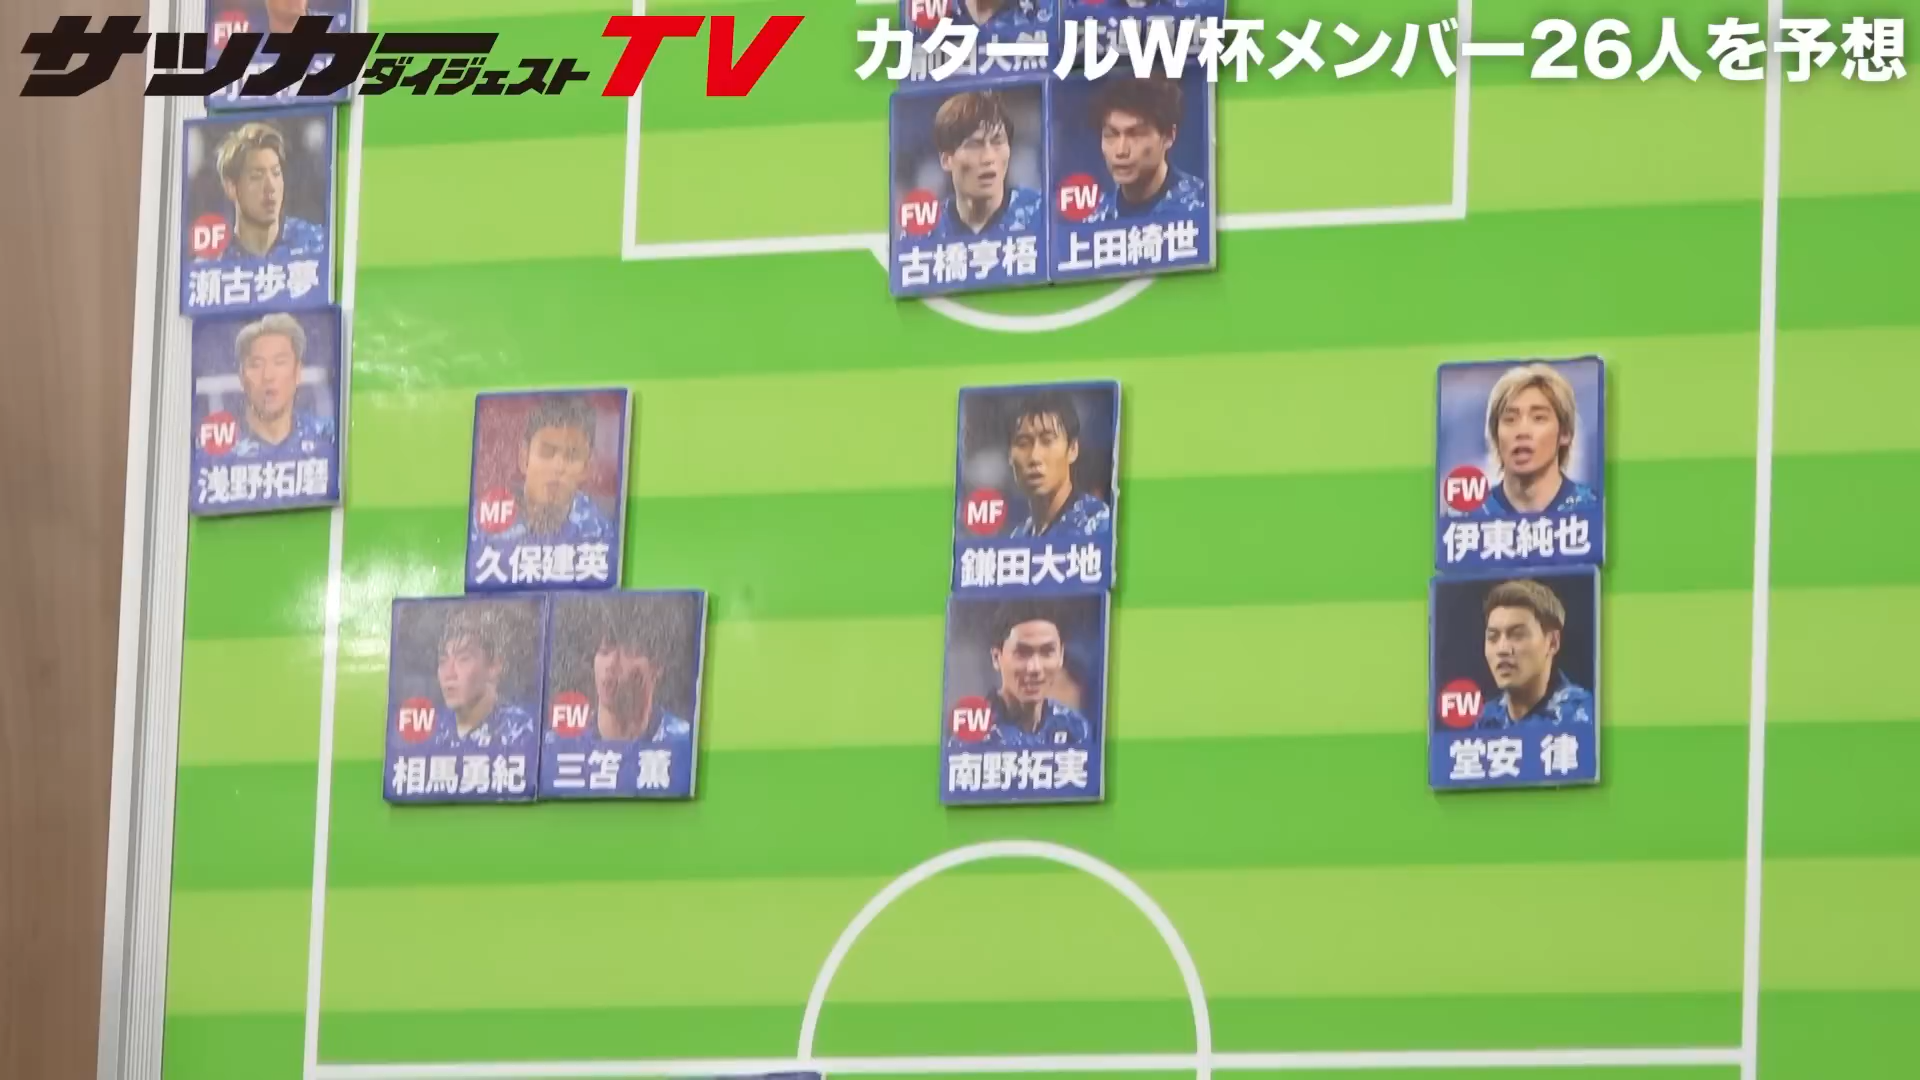 サッカーダイジェストTV
カタールW杯メンバー26人を予想
FW
FW
DF
瀬古歩夢
FW
浅野拓磨
FW
古橋亨梧
FW
上田綺世
MF
久保建英
FW
相馬勇紀
FW
三笘 薫
MF
鎌田大地
FW
南野拓実
FW
伊東純也
FW
堂安 律